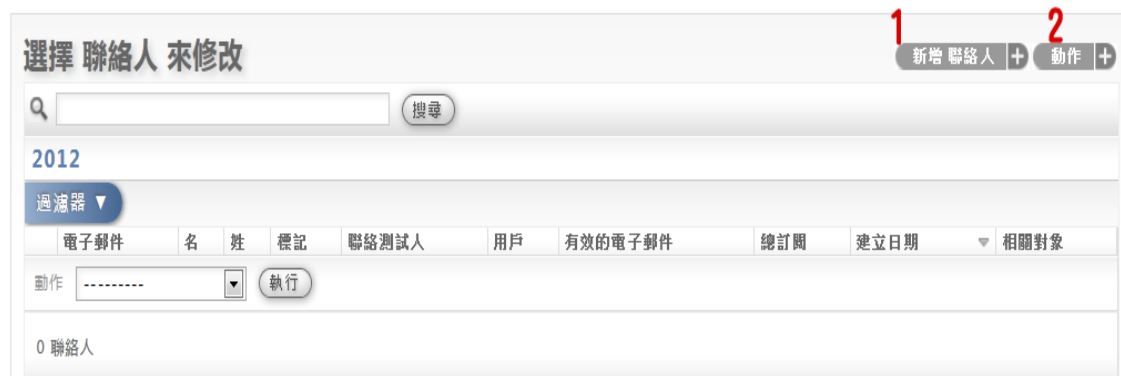 1 2
選擇 聯絡人 來修改 新增 聯絡人 + 動作 +
搜尋
2012
過濾器 ▼
電子郵件 名 姓 標記 聯絡測試人 用戶 有效的電子郵件 總訂閱 建立日期 相關對象
動作 --------- 執行
0 聯絡人